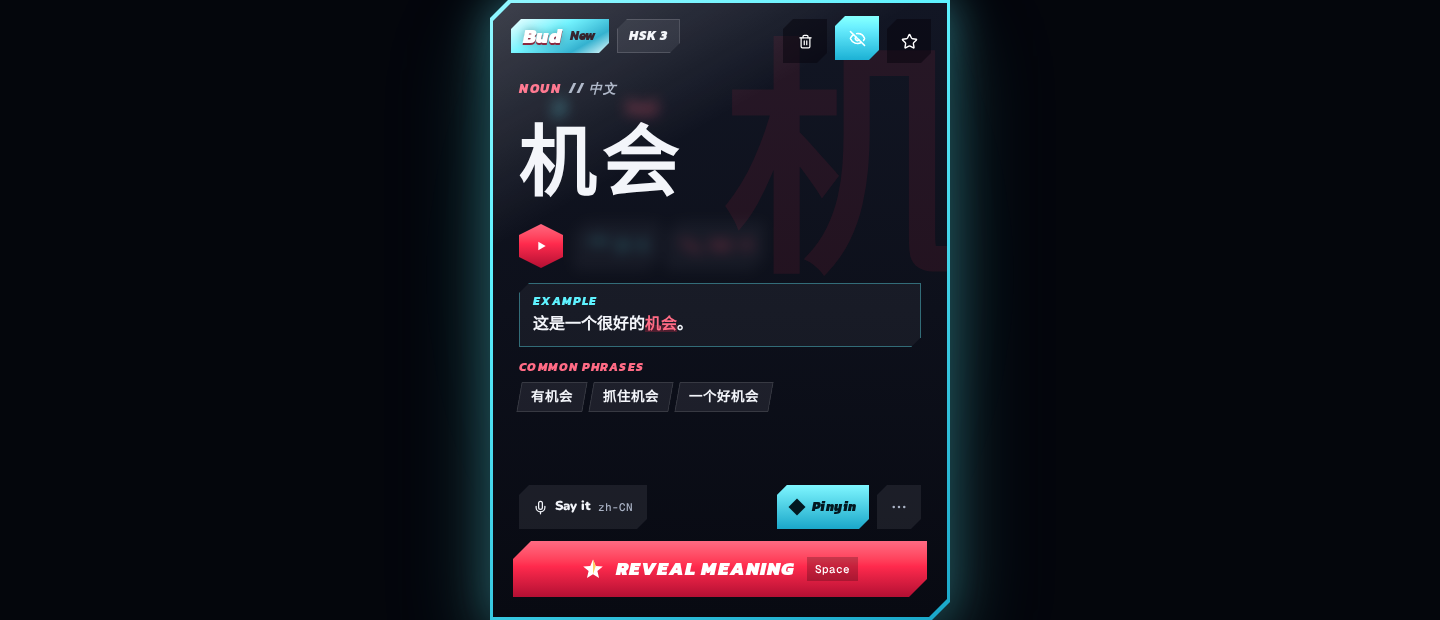 Bud New HSK 3
NOUN // 中文
机会
机
EXAMPLE
这是一个很好的机会。
COMMON PHRASES
有机会 抓住机会 一个好机会
Say it zh-CN Pinyin
REVEAL MEANING Space